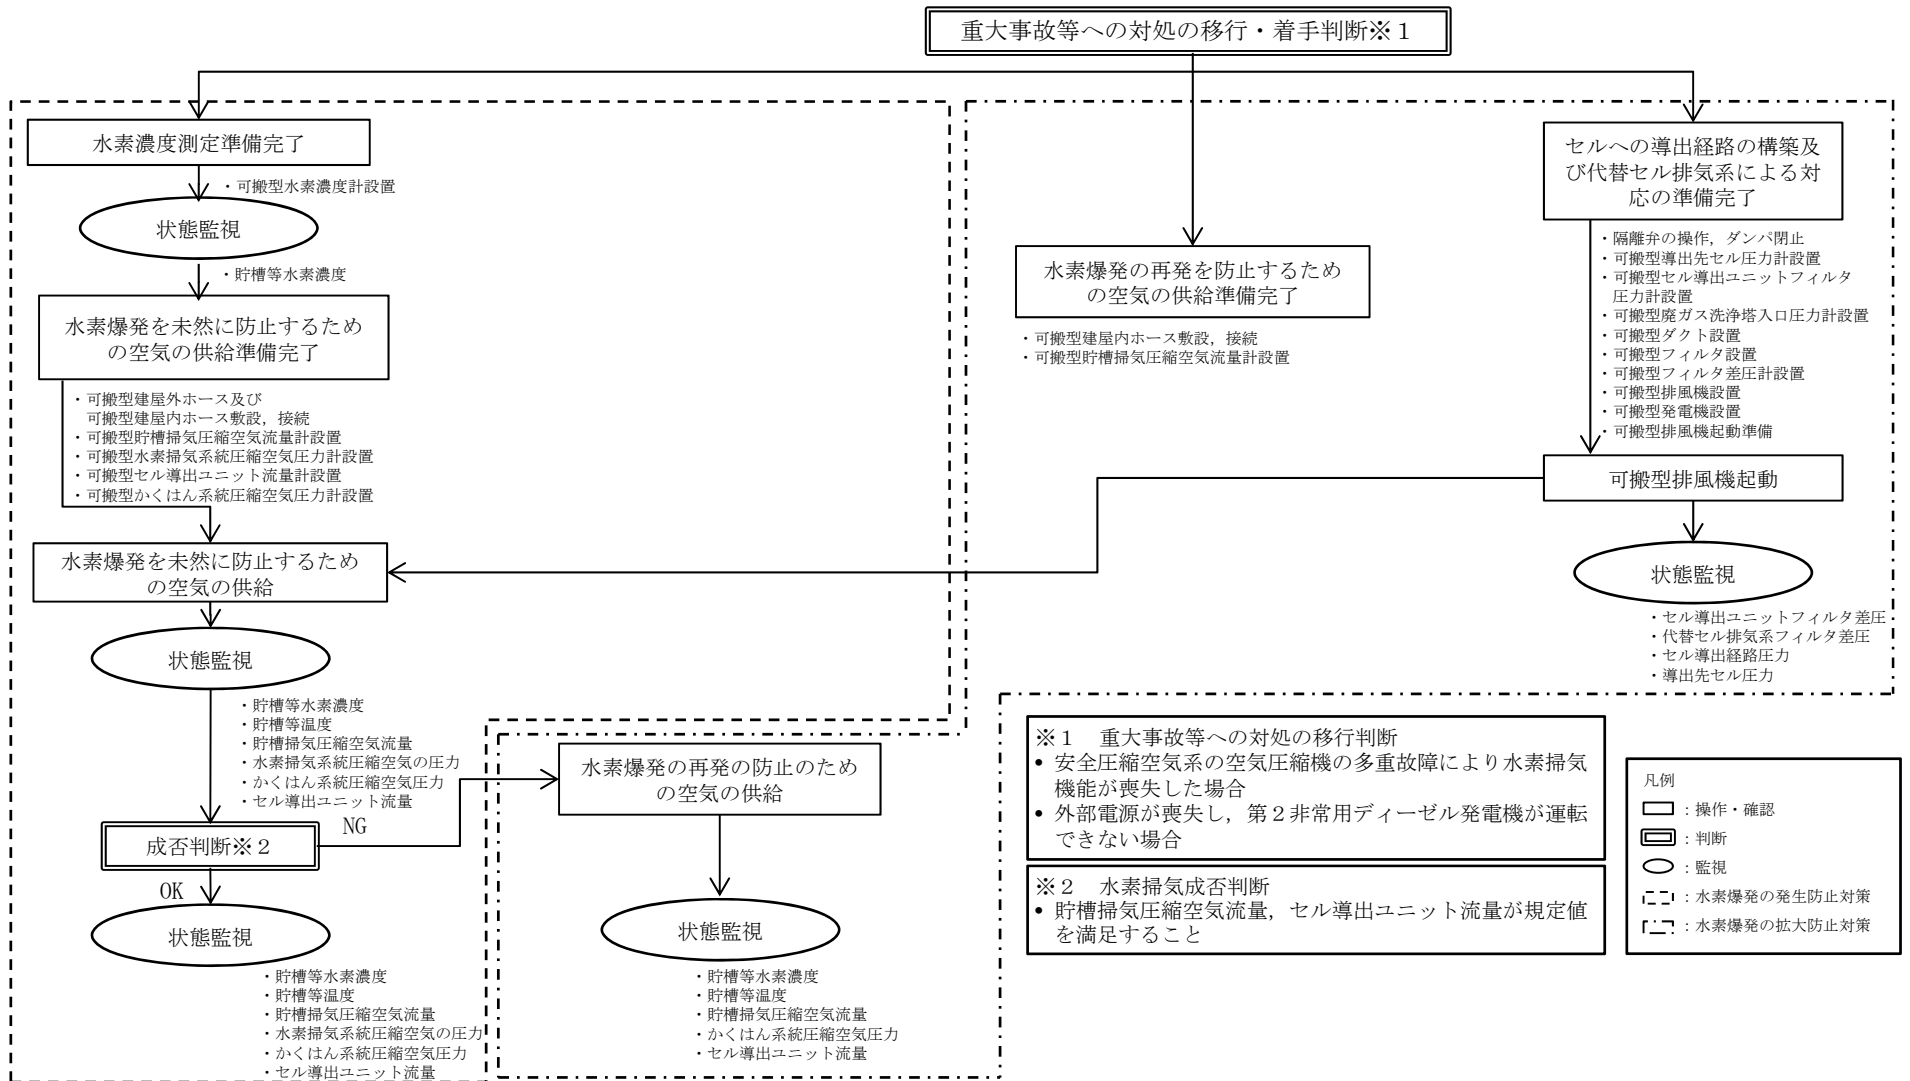 重大事故等への対処の移行・着手判断※１
水素濃度測定準備完了
・可搬型水素濃度計設置
状態監視
・貯槽等水素濃度
水素爆発を未然に防止するため
の空気の供給準備完了
・可搬型建屋外ホース及び
可搬型建屋内ホース敷設，接続
・可搬型貯槽掃気圧縮空気流量計設置
・可搬型水素掃気系統圧縮空気圧力計設置
・可搬型セル導出ユニット流量計設置
・可搬型かくはん系統圧縮空気圧力計設置
水素爆発を未然に防止するため
の空気の供給
状態監視
・貯槽等水素濃度
・貯槽等温度
・貯槽掃気圧縮空気流量
・水素掃気系統圧縮空気の圧力
・かくはん系統圧縮空気圧力
・セル導出ユニット流量
成否判断※２
NG
OK
状態監視
・貯槽等水素濃度
・貯槽等温度
・貯槽掃気圧縮空気流量
・水素掃気系統圧縮空気の圧力
・かくはん系統圧縮空気圧力
・セル導出ユニット流量
水素爆発の再発の防止のため
の空気の供給
状態監視
・貯槽等水素濃度
・貯槽等温度
・貯槽掃気圧縮空気流量
・かくはん系統圧縮空気圧力
・セル導出ユニット流量
水素爆発の再発を防止するため
の空気の供給準備完了
・可搬型建屋内ホース敷設，接続
・可搬型貯槽掃気圧縮空気流量計設置
セルへの導出経路の構築及
び代替セル排気系による対
応の準備完了
・隔離弁の操作，ダンパ閉止
・可搬型導出先セル圧力計設置
・可搬型セル導出ユニットフィルタ
圧力計設置
・可搬型廃ガス洗浄塔入口圧力計設置
・可搬型ダクト設置
・可搬型フィルタ設置
・可搬型フィルタ差圧計設置
・可搬型排風機設置
・可搬型発電機設置
・可搬型排風機起動準備
可搬型排風機起動
状態監視
・セル導出ユニットフィルタ差圧
・代替セル排気系フィルタ差圧
・セル導出経路圧力
・導出先セル圧力
※１　重大事故等への対処の移行判断
• 安全圧縮空気系の空気圧縮機の多重故障により水素掃気
機能が喪失した場合
• 外部電源が喪失し，第２非常用ディーゼル発電機が運転
できない場合
※２　水素掃気成否判断
• 貯槽掃気圧縮空気流量，セル導出ユニット流量が規定値
を満足すること
凡例
：操作・確認
：判断
：監視
：水素爆発の発生防止対策
：水素爆発の拡大防止対策